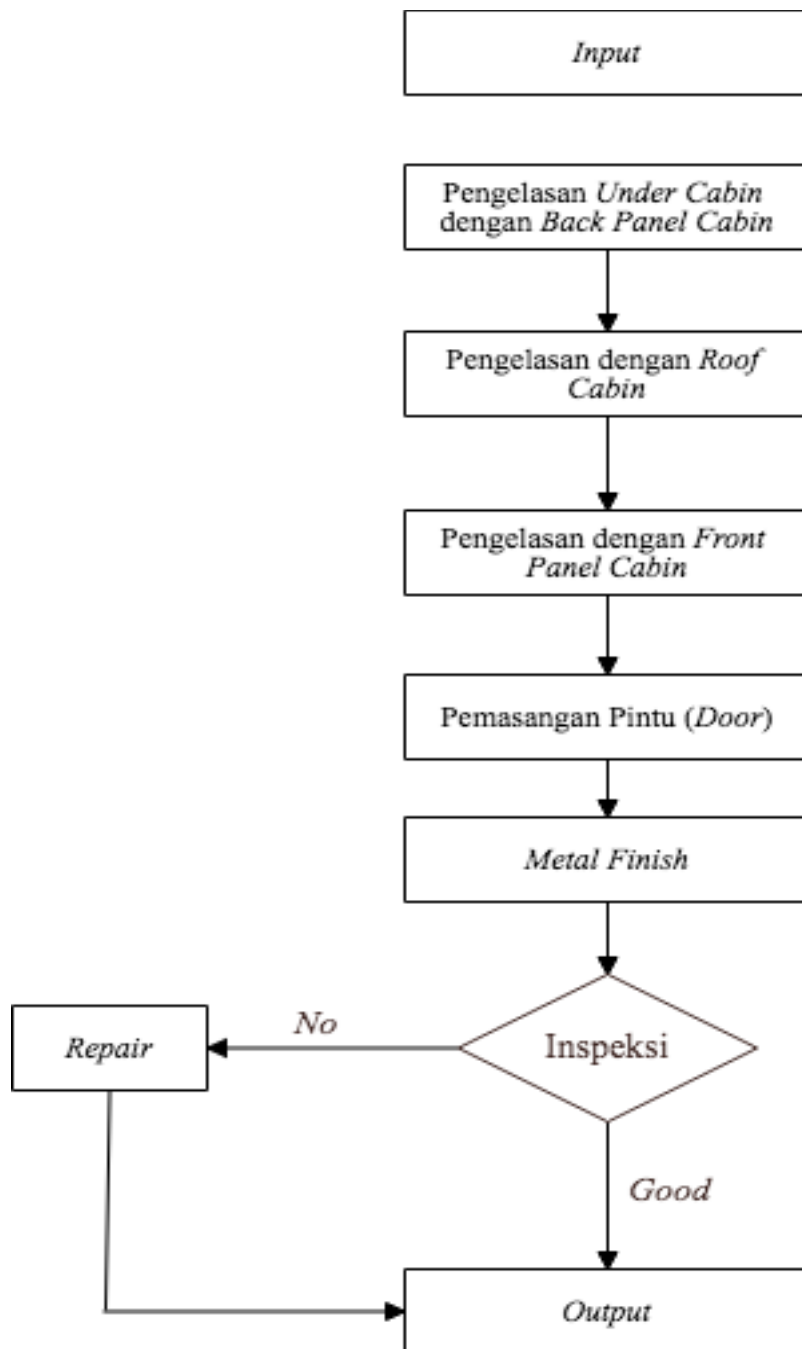 Input
Pengelasan Under Cabin
dengan Back Panel Cabin
Pengelasan dengan Roof
Cabin
Pengelasan dengan Front
Panel Cabin
Pemasangan Pintu (Door)
Metal Finish
Inspeksi
No
Repair
Good
Output